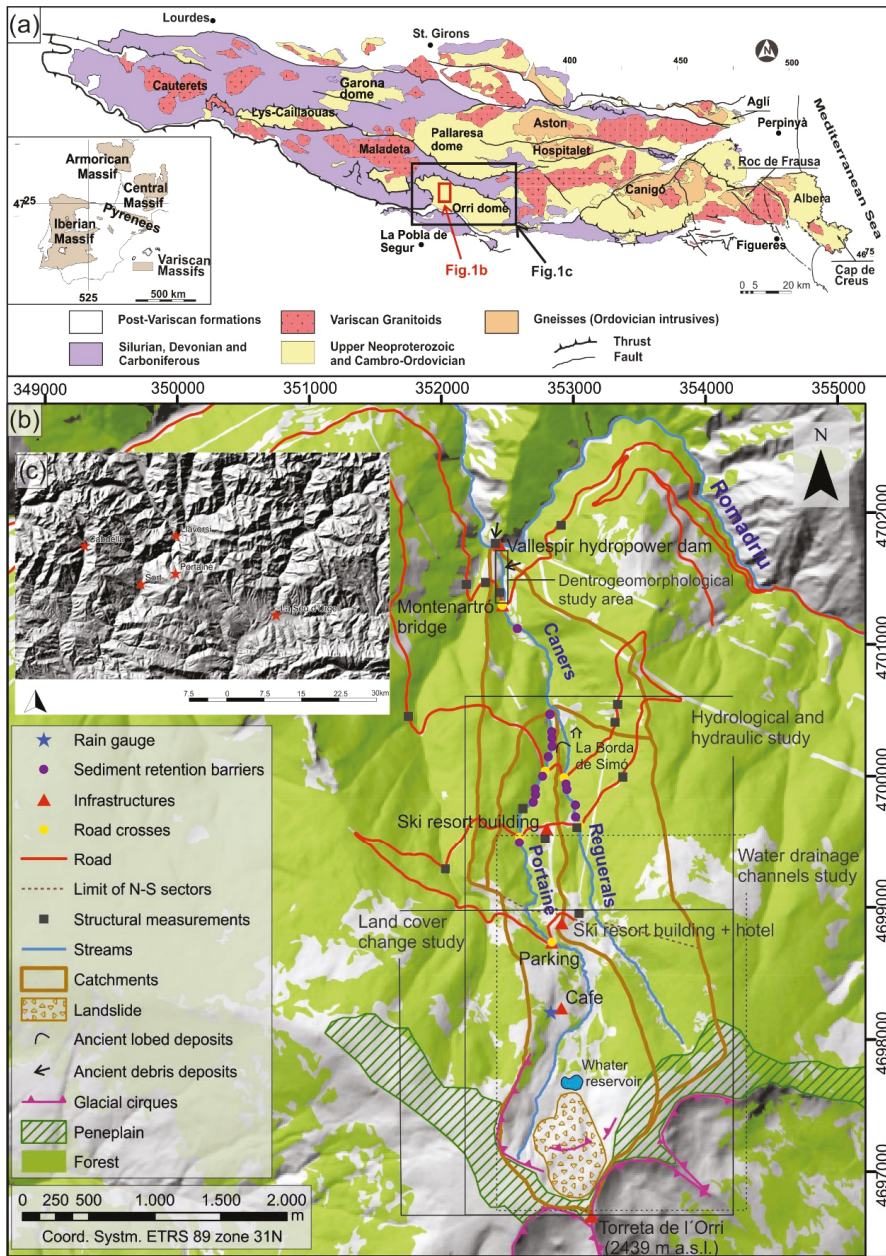 (a)
Lourdes
St. Girons
400
450
500
N
Cauterets
Garona
dome
Lys-Caillaouas
Pallaresa
dome
Aston
Hospitalet
Maladeta
Orri dome
Canigó
Aglí
Perpinyà
Roc de Frausa
Albera
Mediterranean Sea
La Pobla de
Segur
Figueres
46 75
Cap de
Creus
Fig.1b
Fig.1c
0 5 20 km
Armorican
Massif
Central
Massif
47 25
Pyrenees
Iberian
Massif
Variscan
Massifs
525
500 km
Post-Variscan formations
Variscan Granitoids
Gneisses (Ordovician intrusives)
Silurian, Devonian and
Carboniferous
Upper Neoproterozoic
and Cambro-Ordovician
Thrust
Fault
349000 350000 351000 352000 353000 354000 355000
(b)
(c)
Llavorsí
Portainé
Sort
7.5 0 7.5 15 22.5 30km
N
Romadriu
4702000
4701000
4700000
4699000
4698000
4697000
Vallespir hydropower dam
Dentrogeomorphological
study area
Montenartró
bridge
Caners
Hydrological and
hydraulic study
La Borda
de Simó
Ski resort building
Portaine
Reguerals
Water drainage
channels study
Land cover
change study
Ski resort building + hotel
Parking
Cafe
Whater
reservoir
Torreta de l´Orri
(2439 m a.s.l.)
Rain gauge
Sediment retention barriers
Infrastructures
Road crosses
Road
Limit of N-S sectors
Structural measurements
Streams
Catchments
Landslide
Ancient lobed deposits
Ancient debris deposits
Glacial cirques
Peneplain
Forest
0 250 500 1.000 1.500 2.000
m
Coord. Systm. ETRS 89 zone 31N